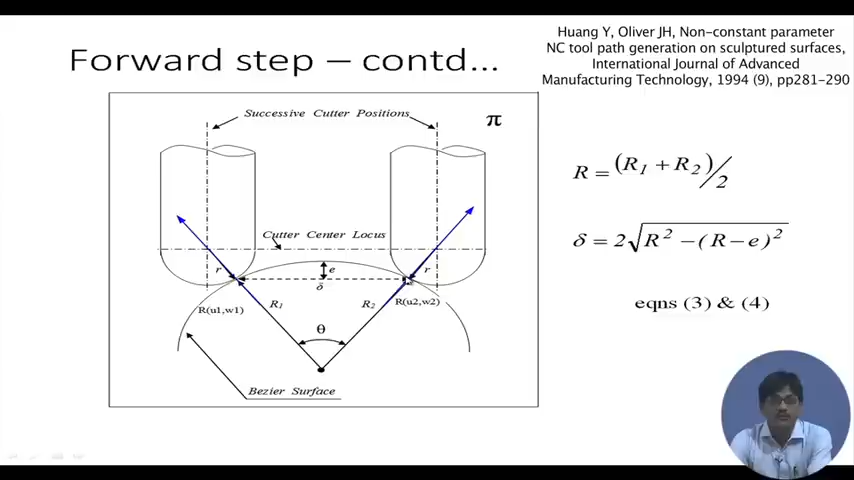 Huang Y, Oliver JH, Non-constant parameter
NC tool path generation on sculptured surfaces,
International Journal of Advanced
Manufacturing Technology, 1994 (9), pp281-290
Forward step – contd...
Successive Cutter Positions
π
Cutter Center Locus
r
e
r
δ
R(u1,w1)
R1
R2
R(u2,w2)
θ
Bezier Surface
R = (R1 + R2)/2
δ = 2√R² – (R – e)²
eqns (3) & (4)